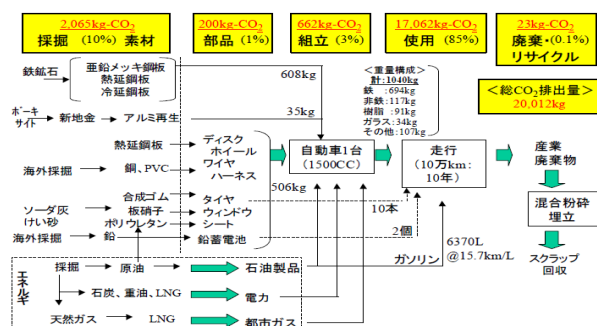 2,065kg-CO2
採掘 (10%) 素材
200kg-CO2
部品 (1%)
662kg-CO2
組立 (3%)
17,062kg-CO2
使用 (85%)
23kg-CO2
廃棄・(0.1%)
リサイクル
鉄鉱石
亜鉛メッキ鋼板
熱延鋼板
冷延鋼板
608kg
<重量構成>
計:1040kg
鉄 :694kg
非鉄:117kg
樹脂:91kg
ガラス:34kg
その他:107kg
<総CO2排出量>
20,012kg
ボーキ
サイト
新地金
アルミ再生
35kg
熱延鋼板
ディスク
ホイール
海外採掘
銅、PVC
ワイヤ
ハーネス
自動車1台
(1500CC)
走行
(10万km:
10年)
産業
廃棄物
506kg
合成ゴム
タイヤ
10本
ソーダ灰
けい砂
板硝子
ウィンドウ
ポリウレタン
シート
海外採掘
鉛
鉛蓄電池
2個
混合粉砕
埋立
スクラップ
回収
エネルギ
採掘
原油
石油製品
ガソリン
6370L
@15.7km/L
石炭、重油、LNG
電力
天然ガス
LNG
都市ガス